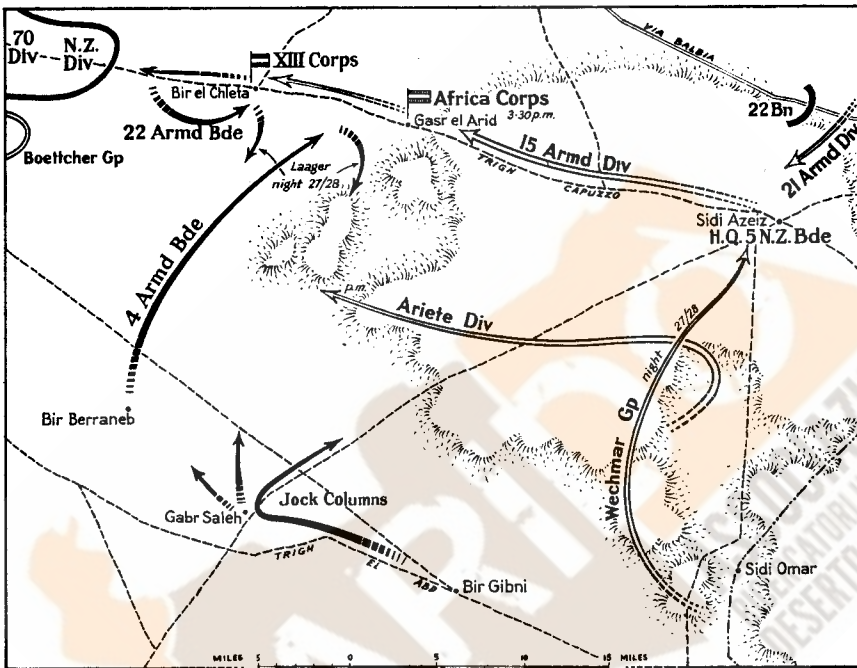 70 Div
N.Z. Div
XIII Corps
VIA BALBIA
Bir el Chleta
Africa Corps
3·30 p.m.
Gasr el Arid
22 Bn
22 Armd Bde
15 Armd Div
21 Armd Div
Boettcher Gp
Laager
night 27/28
TRIGH
CAPUZZO
Sidi Azeiz
H.Q. 5 N.Z. Bde
4 Armd Bde
p.m.
Ariete Div
night 27/28
Wechmar Gp
Bir Berraneb
Jock Columns
Gabr Saleh
TRIGH
EL
ABD
Bir Gibni
Sidi Omar
MILES 5 0 5 10 15 MILES